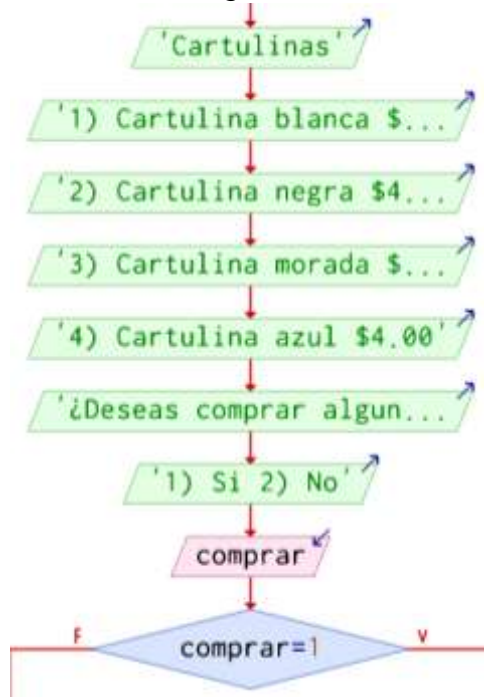 'Cartulinas'
'1) Cartulina blanca $...
'2) Cartulina negra $4...
'3) Cartulina morada $...
'4) Cartulina azul $4.00'
'¿Deseas comprar algun...
'1) Si 2) No'
comprar
F comprar=1 V